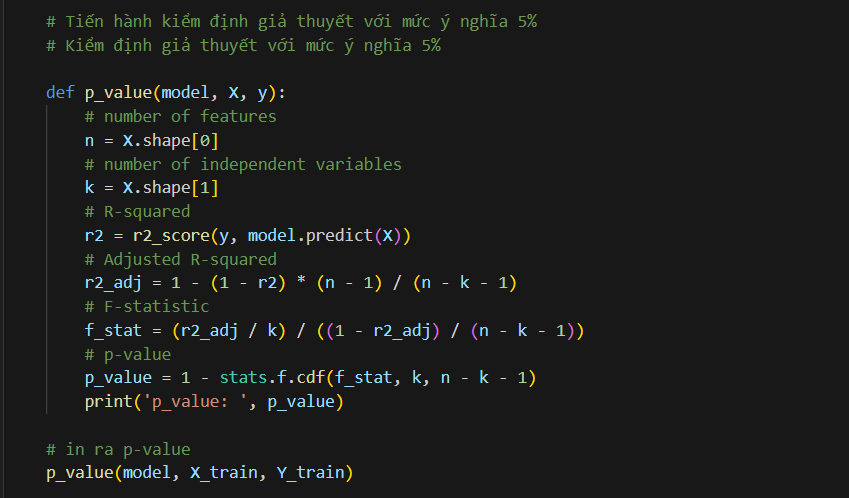 # Tiến hành kiểm định giả thuyết với mức ý nghĩa 5%
# Kiểm định giả thuyết với mức ý nghĩa 5%
def p_value(model, X, y):
# number of features
n = X.shape[0]
# number of independent variables
k = X.shape[1]
# R-squared
r2 = r2_score(y, model.predict(X))
# Adjusted R-squared
r2_adj = 1 - (1 - r2) * (n - 1) / (n - k - 1)
# F-statistic
f_stat = (r2_adj / k) / ((1 - r2_adj) / (n - k - 1))
# p-value
p_value = 1 - stats.f.cdf(f_stat, k, n - k - 1)
print('p_value: ', p_value)
# in ra p-value
p_value(model, X_train, Y_train)